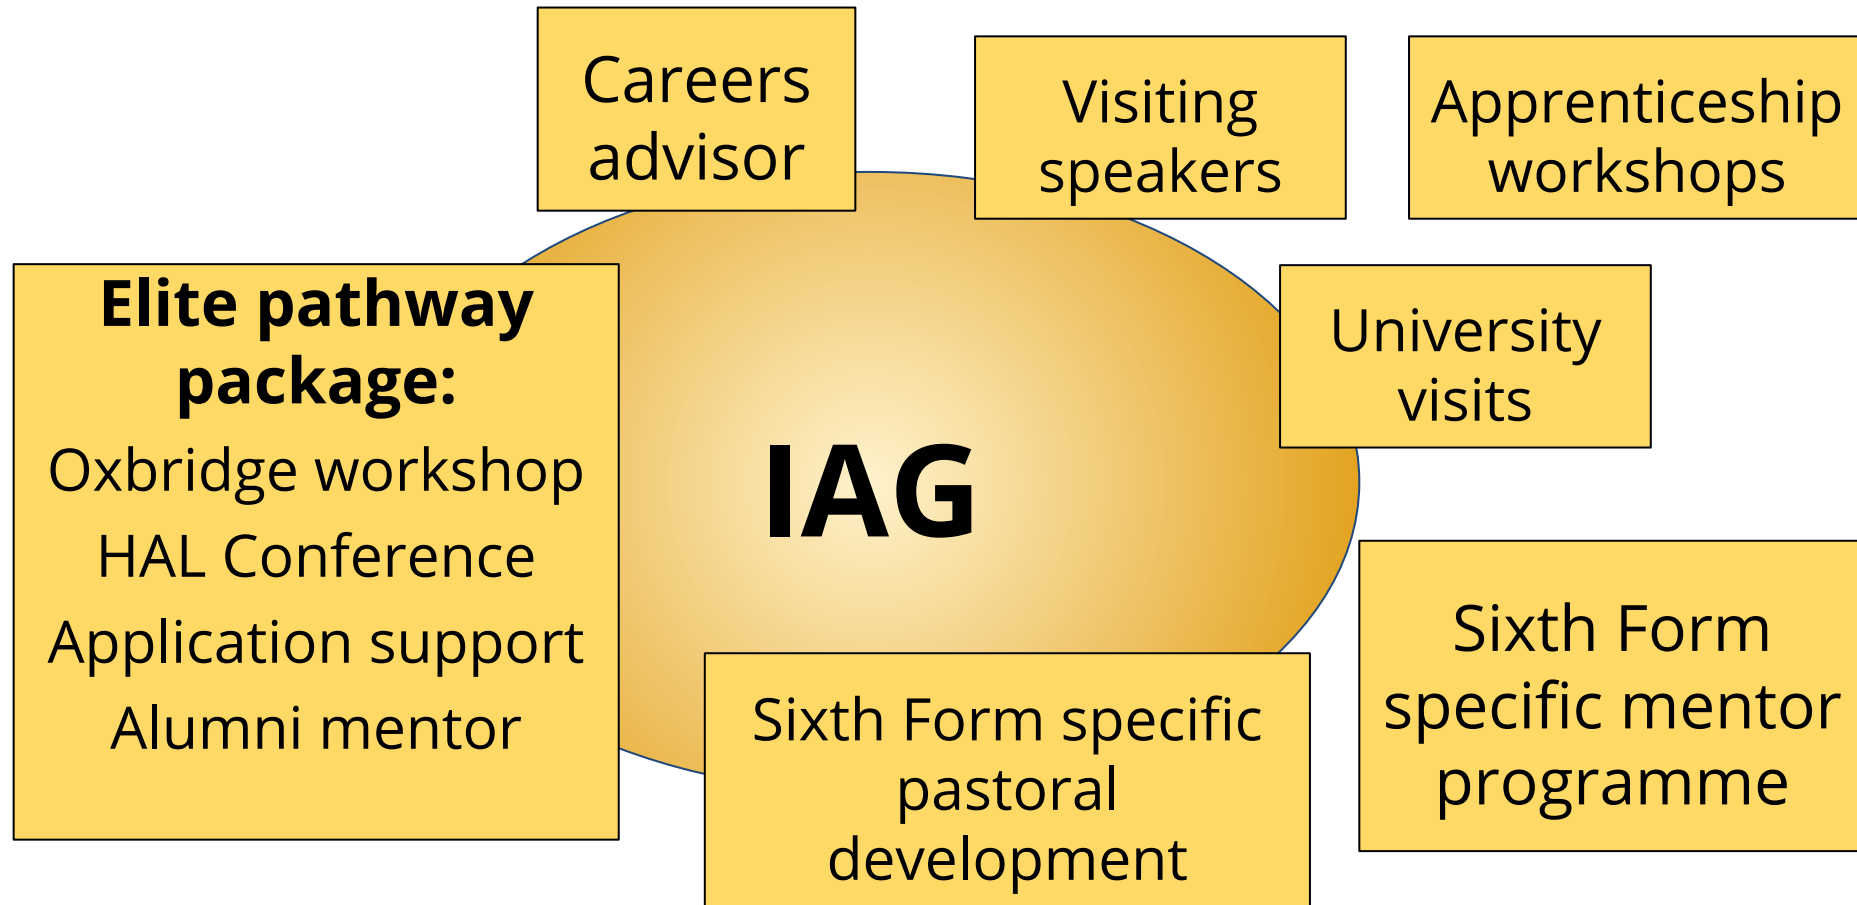 Careers
advisor
Visiting
speakers
Apprenticeship
workshops
Elite pathway
package:
Oxbridge workshop
HAL Conference
Application support
Alumni mentor
IAG
University
visits
Sixth Form specific
pastoral
development
Sixth Form
specific mentor
programme